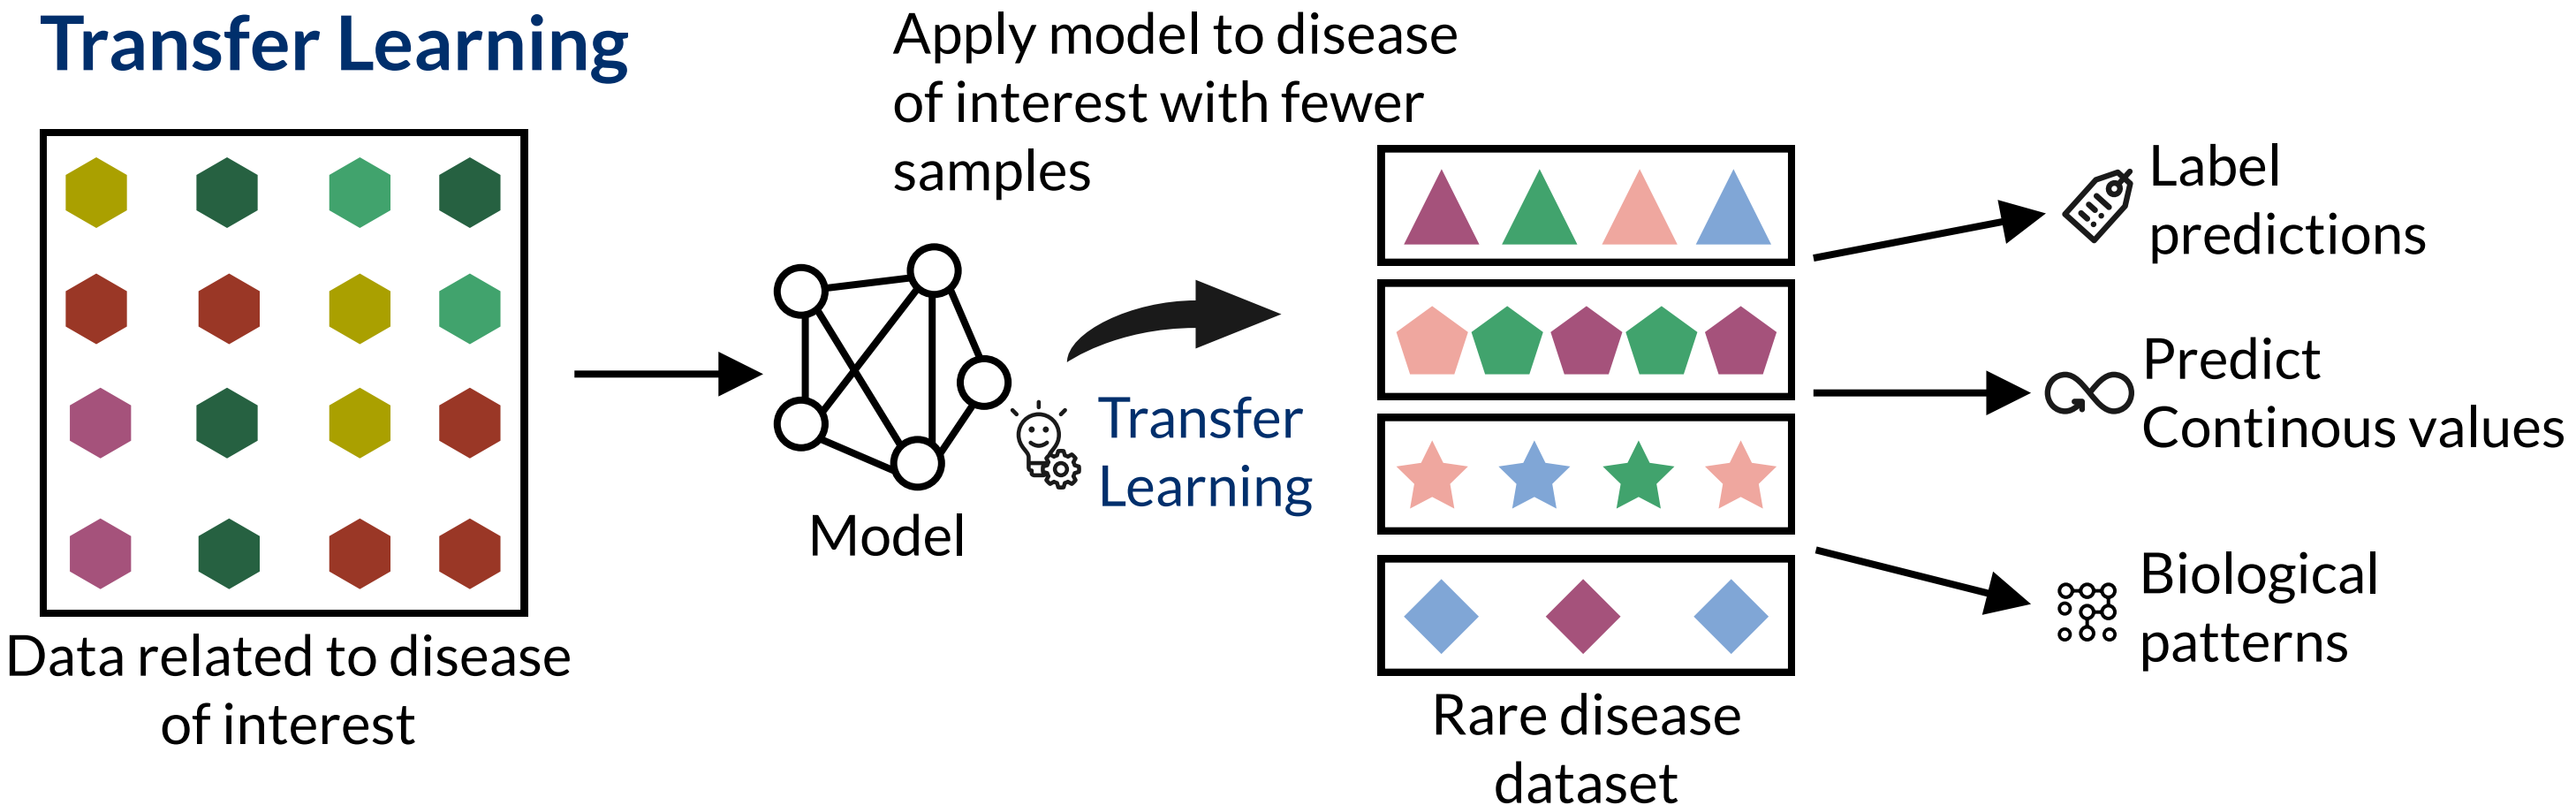 Transfer Learning
Data related to disease
of interest
Model
Apply model to disease
of interest with fewer
samples
Transfer
Learning
Rare disease
dataset
Label
predictions
Predict
Continous values
Biological
patterns